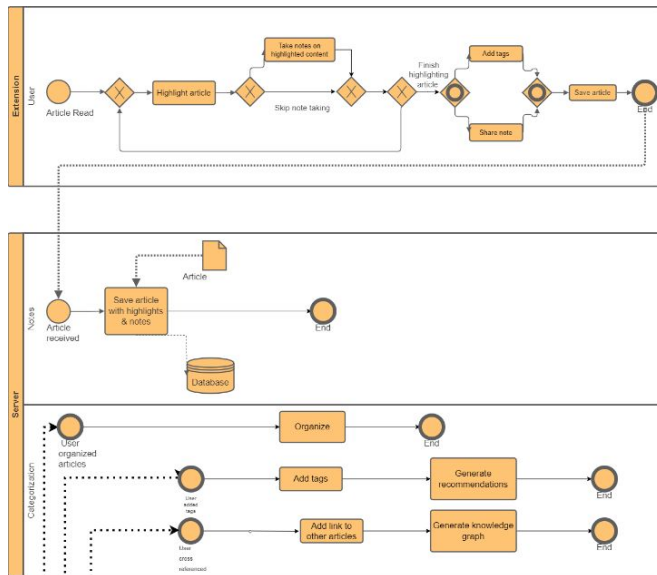 Extension
User
Article Read
Highlight article
Take notes on
highlighted content
Skip note taking
Finish
highlighting
article
Add tags
Share note
Save article
End
Server
Notes
Article
received
Save article
with highlights
& notes
Article
Database
End
Categorization
User
organized
articles
Organize
End
User
added
tags
Add tags
Generate
recommendations
End
User
cross
referenced
Add link to
other articles
Generate knowledge
graph
End